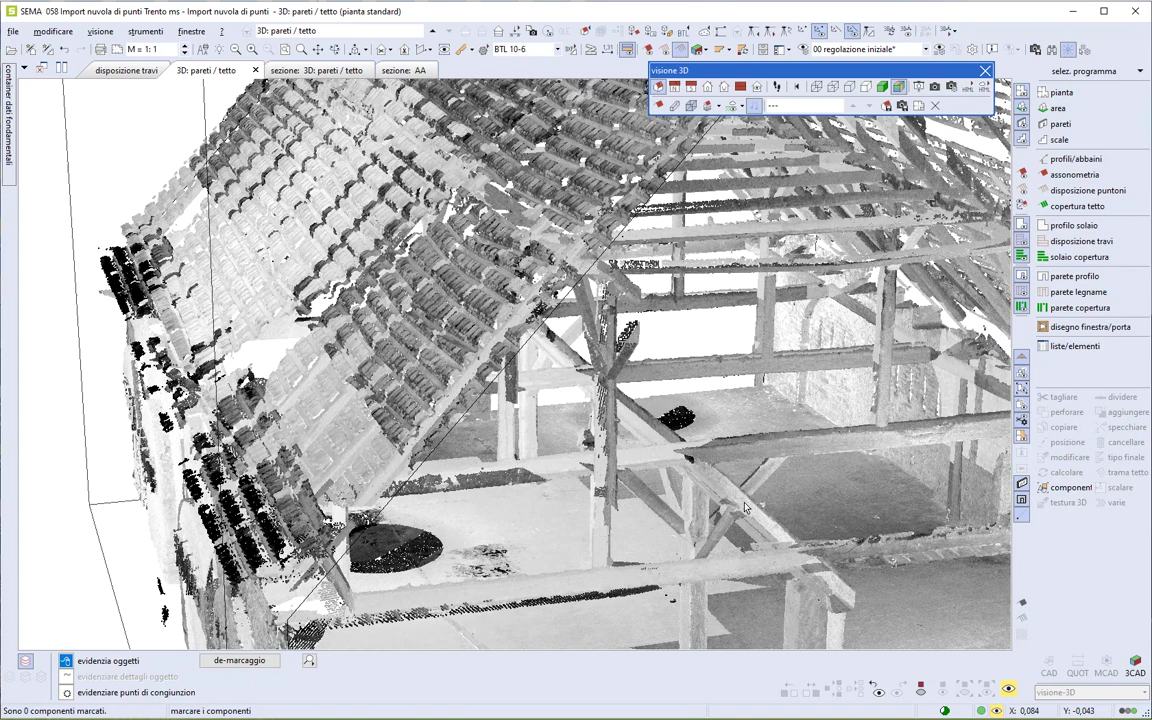 SEMA  058 Import nuvola di punti Trento ms - Import nuvola di punti  - 3D: pareti / tetto (pianta standard)
file modificare visione strumenti finestre ? 3D: pareti / tetto
M = 1: 1 BTL 10-6 00 regolazione iniziale*
disposizione travi 3D: pareti / tetto sezione:  3D: pareti / tetto sezione:  AA
visione 3D
---
container dati fondamentali
selez. programma
pianta
area
pareti
scale
profili/abbaini
assonometria
disposizione puntoni
copertura tetto
profilo solaio
disposizione travi
solaio copertura
parete profilo
parete legname
parete copertura
disegno finestra/porta
liste/elementi
tagliare dividere
perforare aggiungere
copiare specchiare
posizione cancellare
modificare tipo finale
calcolare trama tetto
component scalare
testura 3D varie
evidenzia oggetti de-marcaggio
evidenziare dettagli oggetto
evidenziare punti di congiunzion
CAD QUOT MCAD 3CAD
visione-3D
Sono 0 componenti marcati. marcare i componenti X: 0,084 Y: -0,043